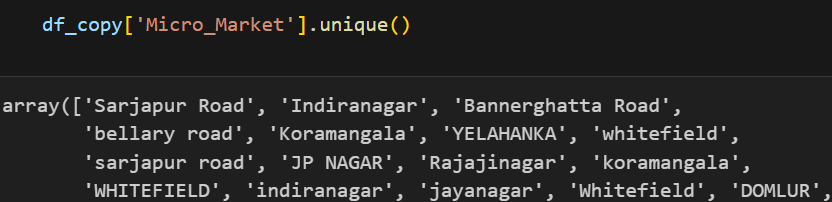 df_copy['Micro_Market'].unique()
array(['Sarjapur Road', 'Indiranagar', 'Bannerghatta Road',
'bellary road', 'Koramangala', 'YELAHANKA', 'whitefield',
'sarjapur road', 'JP NAGAR', 'Rajajinagar', 'koramangala',
'WHITEFIELD', 'indiranagar', 'jayanagar', 'Whitefield', 'DOMLUR',